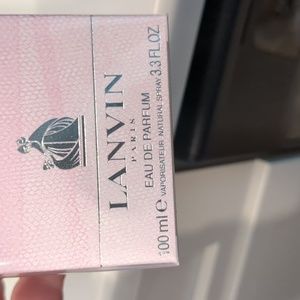 LANVIN
PARIS
EAU DE PARFUM
VAPORISATEUR NATURAL SPRAY
100 ml e 3.3 FL.OZ